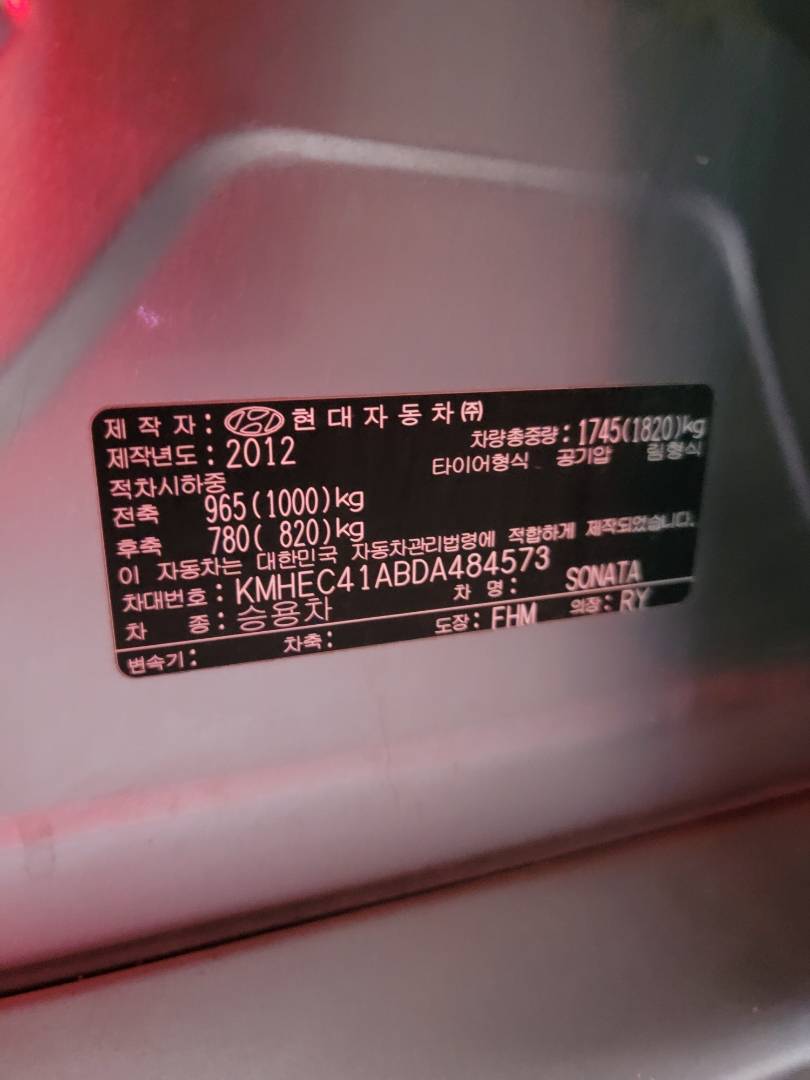 제작자: 현대자동차㈜
제작년도: 2012 차량총중량: 1745(1820)kg
적차시하중 타이어형식 공기압 림형식
전축 965(1000)kg
후축 780( 820)kg
이 자동차는 대한민국 자동차관리법령에 적합하게 제작되었습니다.
차대번호: KMHEC41ABDA484573
차 종: 승용차 차 명: SONATA
변속기: 차축: 도장: EHM 의장: RY